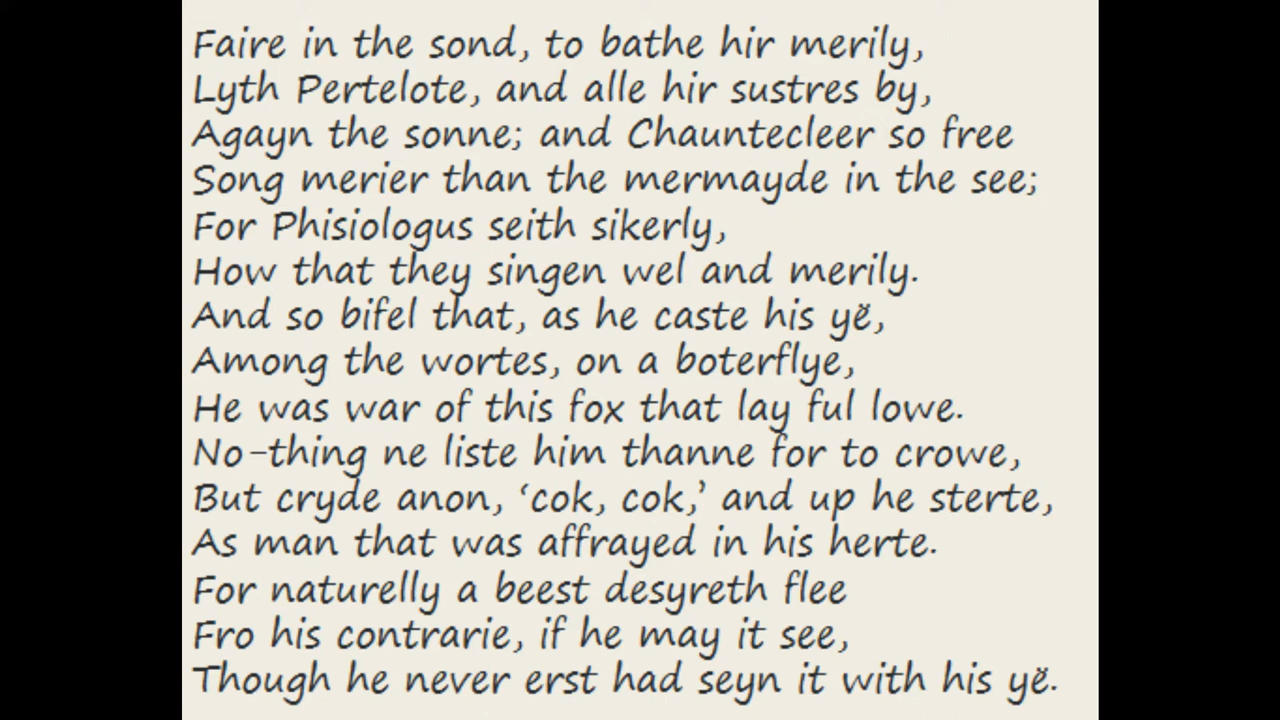 Faire in the sond, to bathe hir merily,
Lyth Pertelote, and alle hir sustres by,
Agayn the sonne; and Chauntecleer so free
Song merier than the mermayde in the see;
For Phisiologus seith sikerly,
How that they singen wel and merily.
And so bifel that, as he caste his yë,
Among the wortes, on a boterflye,
He was war of this fox that lay ful lowe.
No-thing ne liste him thanne for to crowe,
But cryde anon, ‘cok, cok,’ and up he sterte,
As man that was affrayed in his herte.
For naturelly a beest desyreth flee
Fro his contrarie, if he may it see,
Though he never erst had seyn it with his yë.